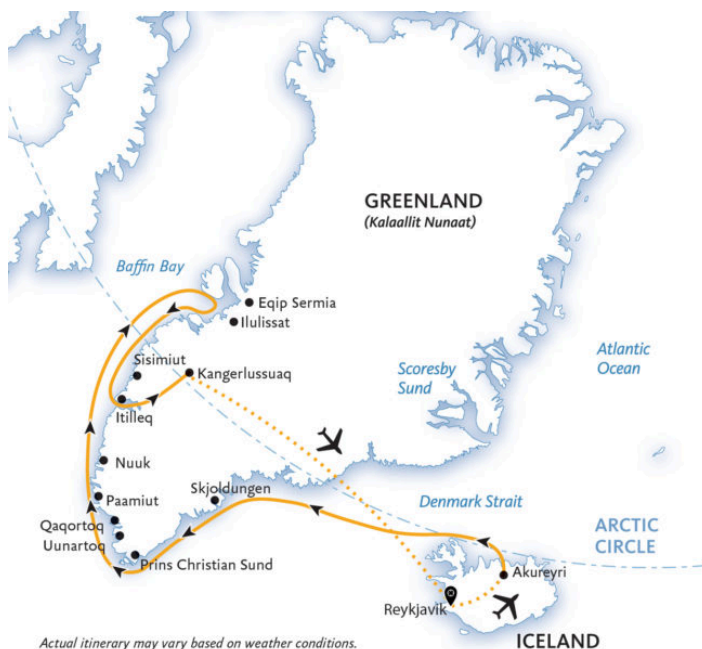 GREENLAND
(Kalaallit Nunaat)
Baffin Bay
Eqip Sermia
Ilulissat
Sisimiut
Kangerlussuaq
Scoresby
Sund
Atlantic
Ocean
Itilleq
Nuuk
Skjoldungen
Paamiut
Denmark Strait
Qaqortoq
Uunartoq
ARCTIC
CIRCLE
Prins Christian Sund
Akureyri
Reykjavik
ICELAND
Actual itinerary may vary based on weather conditions.